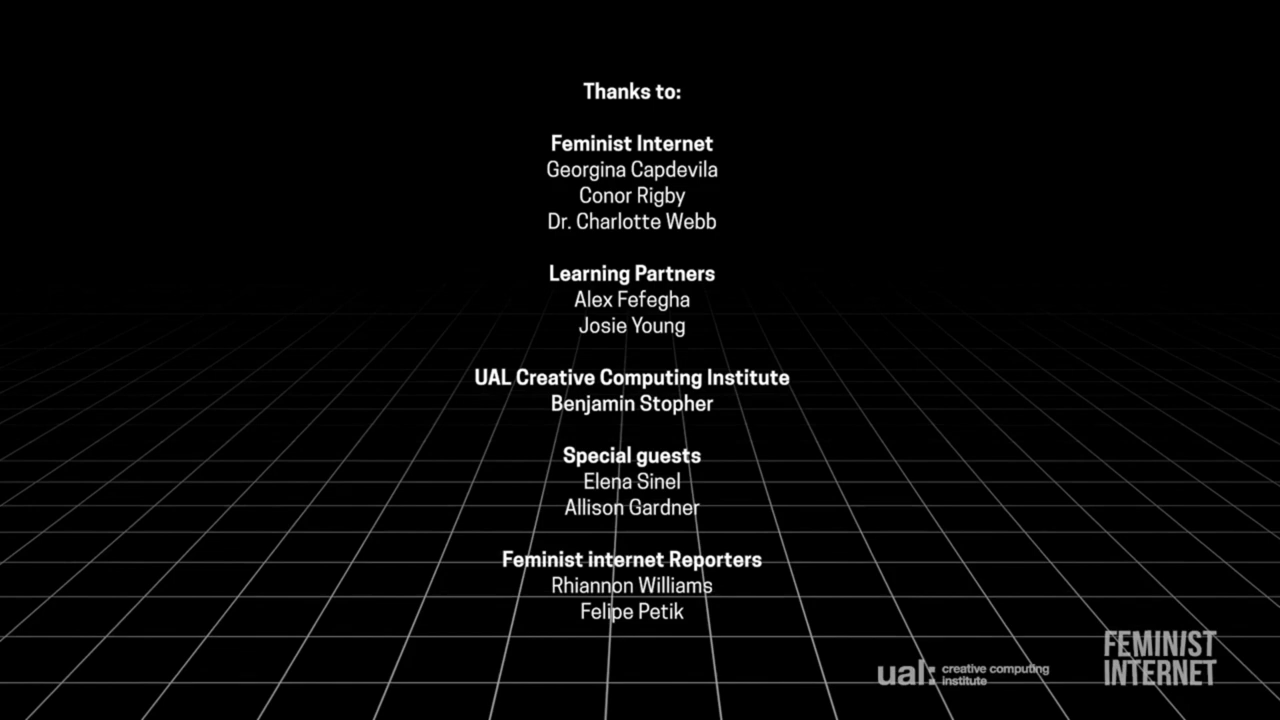 Thanks to:
Feminist Internet
Georgina Capdevila
Conor Rigby
Dr. Charlotte Webb
Learning Partners
Alex Fefegha
Josie Young
UAL Creative Computing Institute
Benjamin Stopher
Special guests
Elena Sinel
Allison Gardner
Feminist internet Reporters
Rhiannon Williams
Felipe Petik
ual: creative computing
institute
FEMINIST
INTERNET